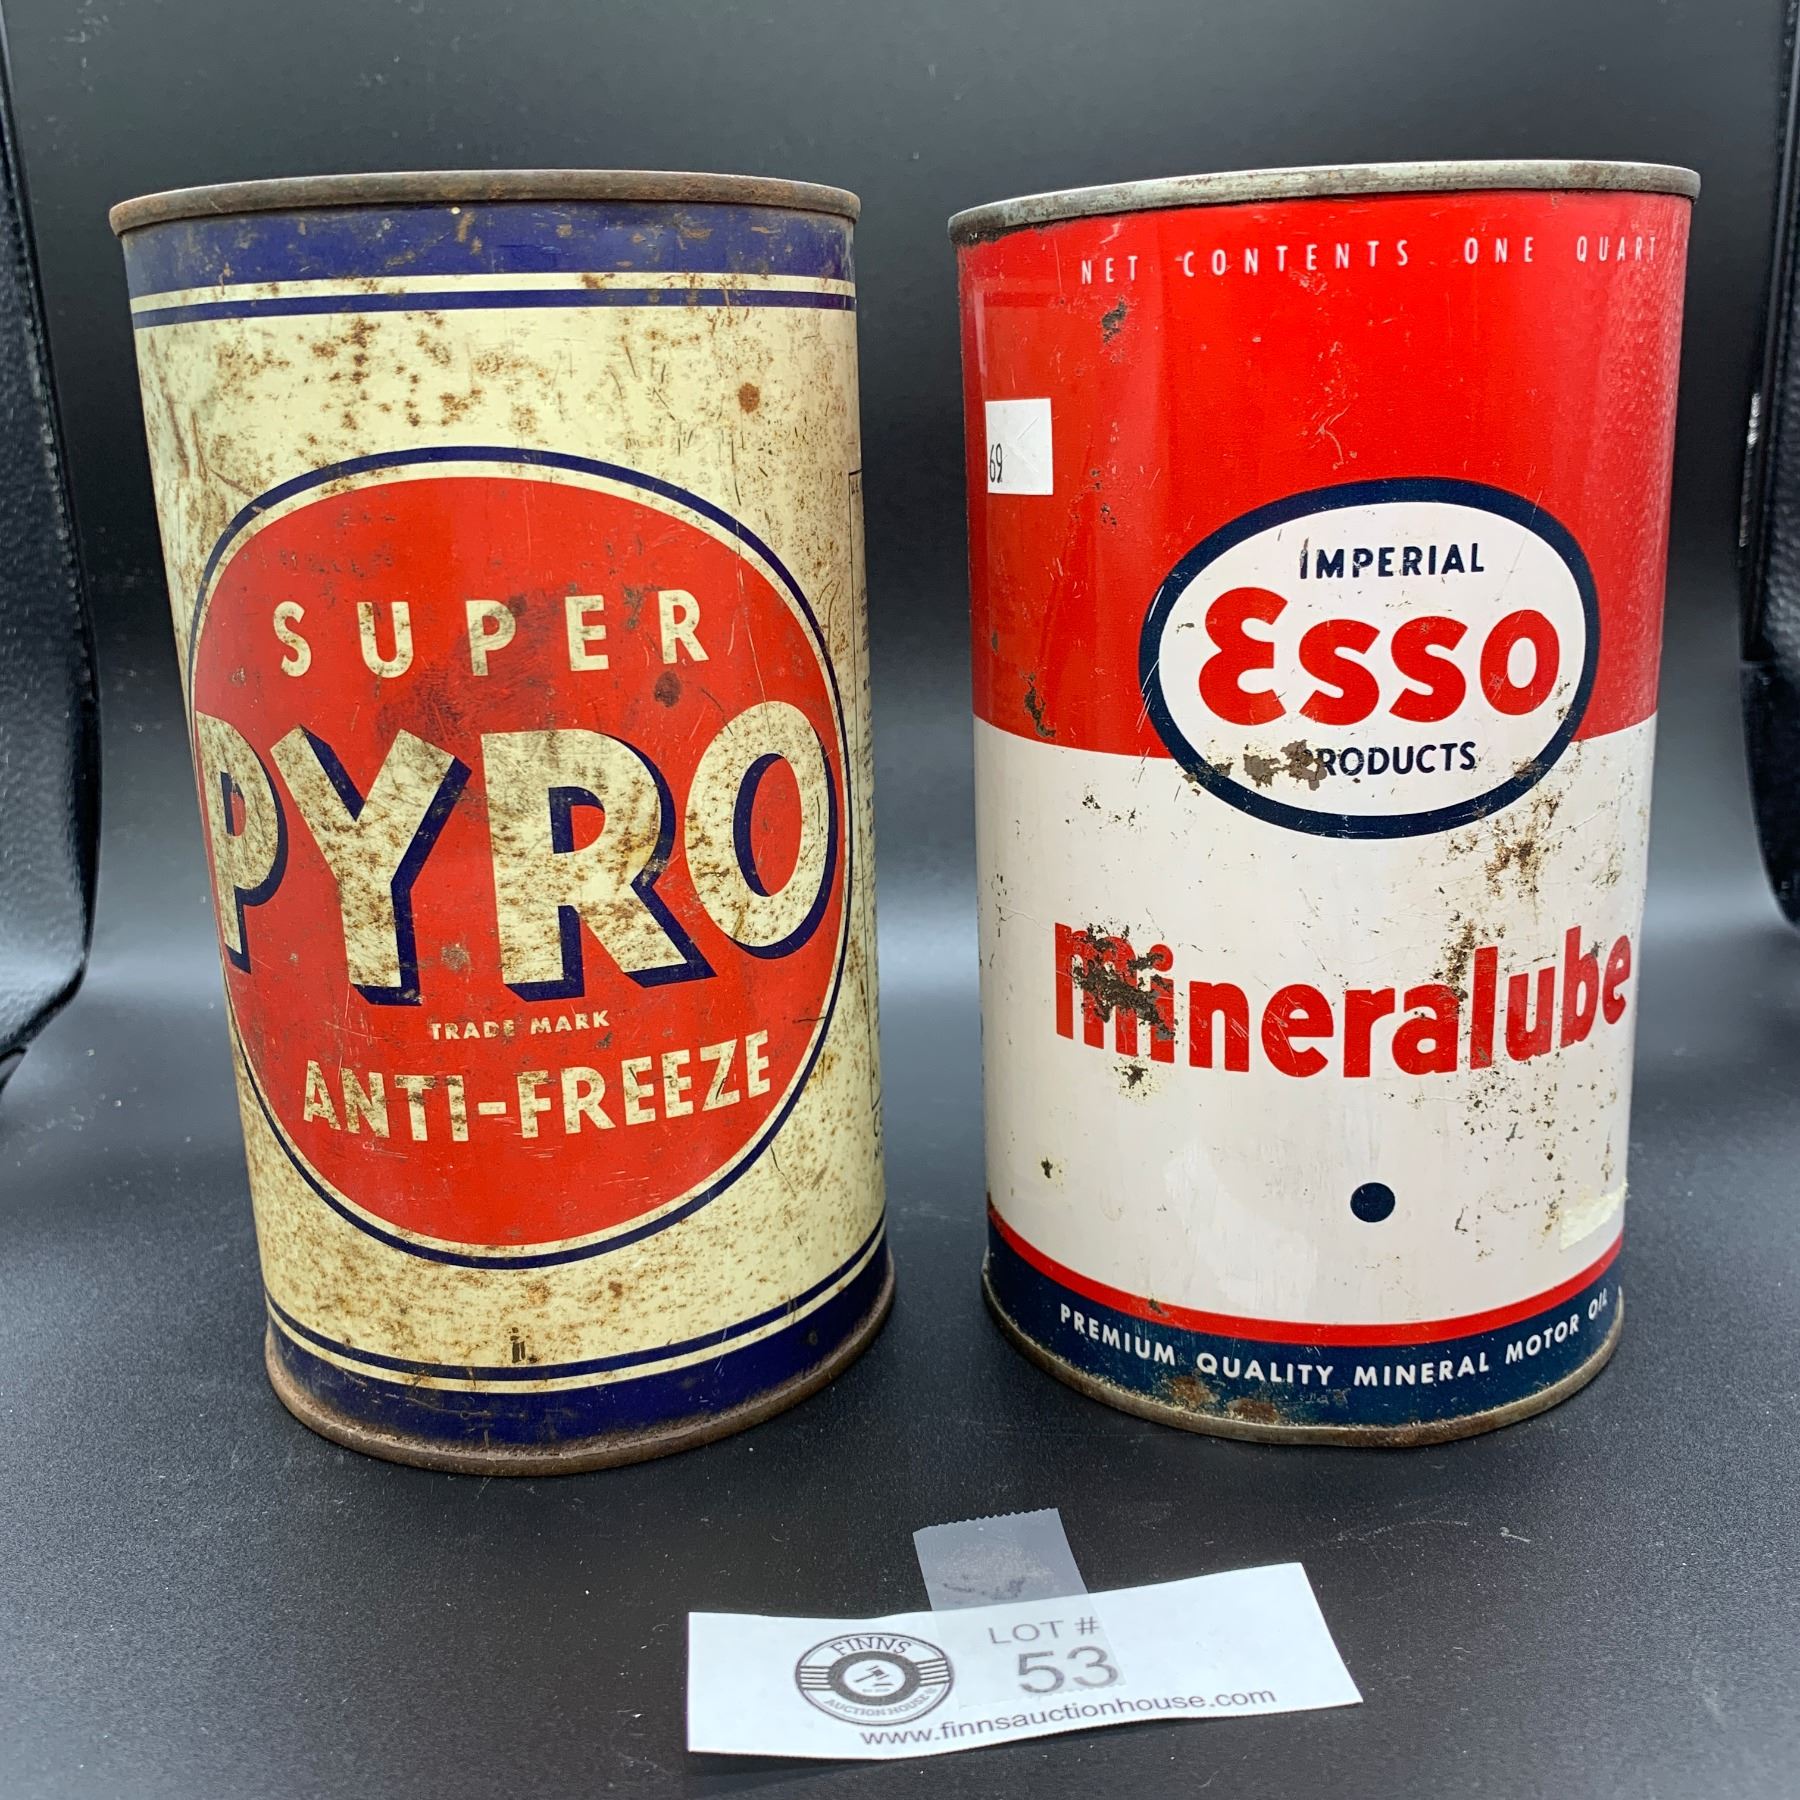 SUPER
PYRO
TRADE MARK
ANTI-FREEZE
NET CONTENTS ONE QUART
69
IMPERIAL
Esso
PRODUCTS
mineralube
PREMIUM QUALITY MINERAL MOTOR OIL
LOT #
53
FINNS
AUCTION HOUSE
www.finnsauctionhouse.com